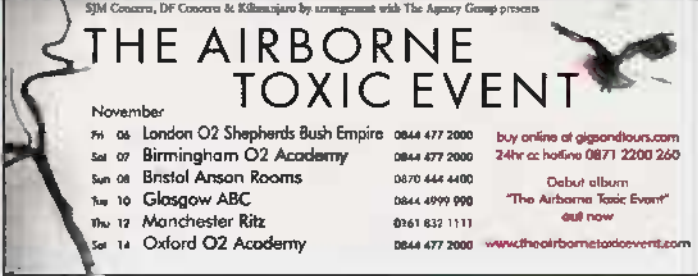 SJM Concerts, DF Concerts & Kilimanjaro by arrangement with The Agency Group presents
THE AIRBORNE
TOXIC EVENT
November
Fri 06 London O2 Shepherds Bush Empire 0844 477 2000
Sat 07 Birmingham O2 Academy 0844 477 2000
Sun 08 Bristol Anson Rooms 0870 444 4400
Tue 10 Glasgow ABC 0844 4999 990
Thu 12 Manchester Ritz 0161 832 1111
Sat 14 Oxford O2 Academy 0844 477 2000
buy online at gigsandtours.com
24hr cc hotline 0871 2200 260
Debut album
"The Airborne Toxic Event"
out now
www.theairbornetoxicevent.com